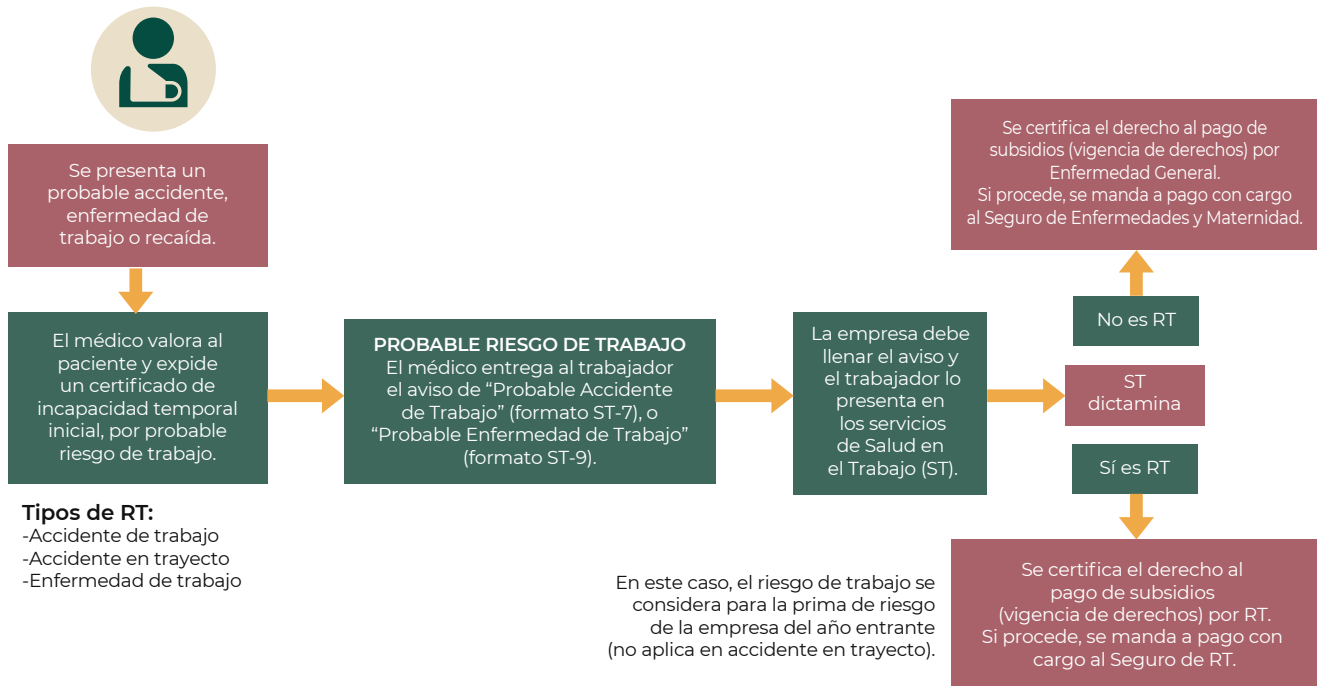 Se presenta un
probable accidente,
enfermedad de
trabajo o recaída.
El médico valora al
paciente y expide
un certificado de
incapacidad temporal
inicial, por probable
riesgo de trabajo.
Tipos de RT:
-Accidente de trabajo
-Accidente en trayecto
-Enfermedad de trabajo
PROBABLE RIESGO DE TRABAJO
El médico entrega al trabajador
el aviso de “Probable Accidente
de Trabajo” (formato ST-7), o
“Probable Enfermedad de Trabajo”
(formato ST-9).
La empresa debe
llenar el aviso y
el trabajador lo
presenta en
los servicios
de Salud en
el Trabajo (ST).
ST
dictamina
No es RT
Se certifica el derecho al pago de
subsidios (vigencia de derechos) por
Enfermedad General.
Si procede, se manda a pago con cargo
al Seguro de Enfermedades y Maternidad.
Sí es RT
Se certifica el derecho al
pago de subsidios
(vigencia de derechos) por RT.
Si procede, se manda a pago con
cargo al Seguro de RT.
En este caso, el riesgo de trabajo se
considera para la prima de riesgo
de la empresa del año entrante
(no aplica en accidente en trayecto).